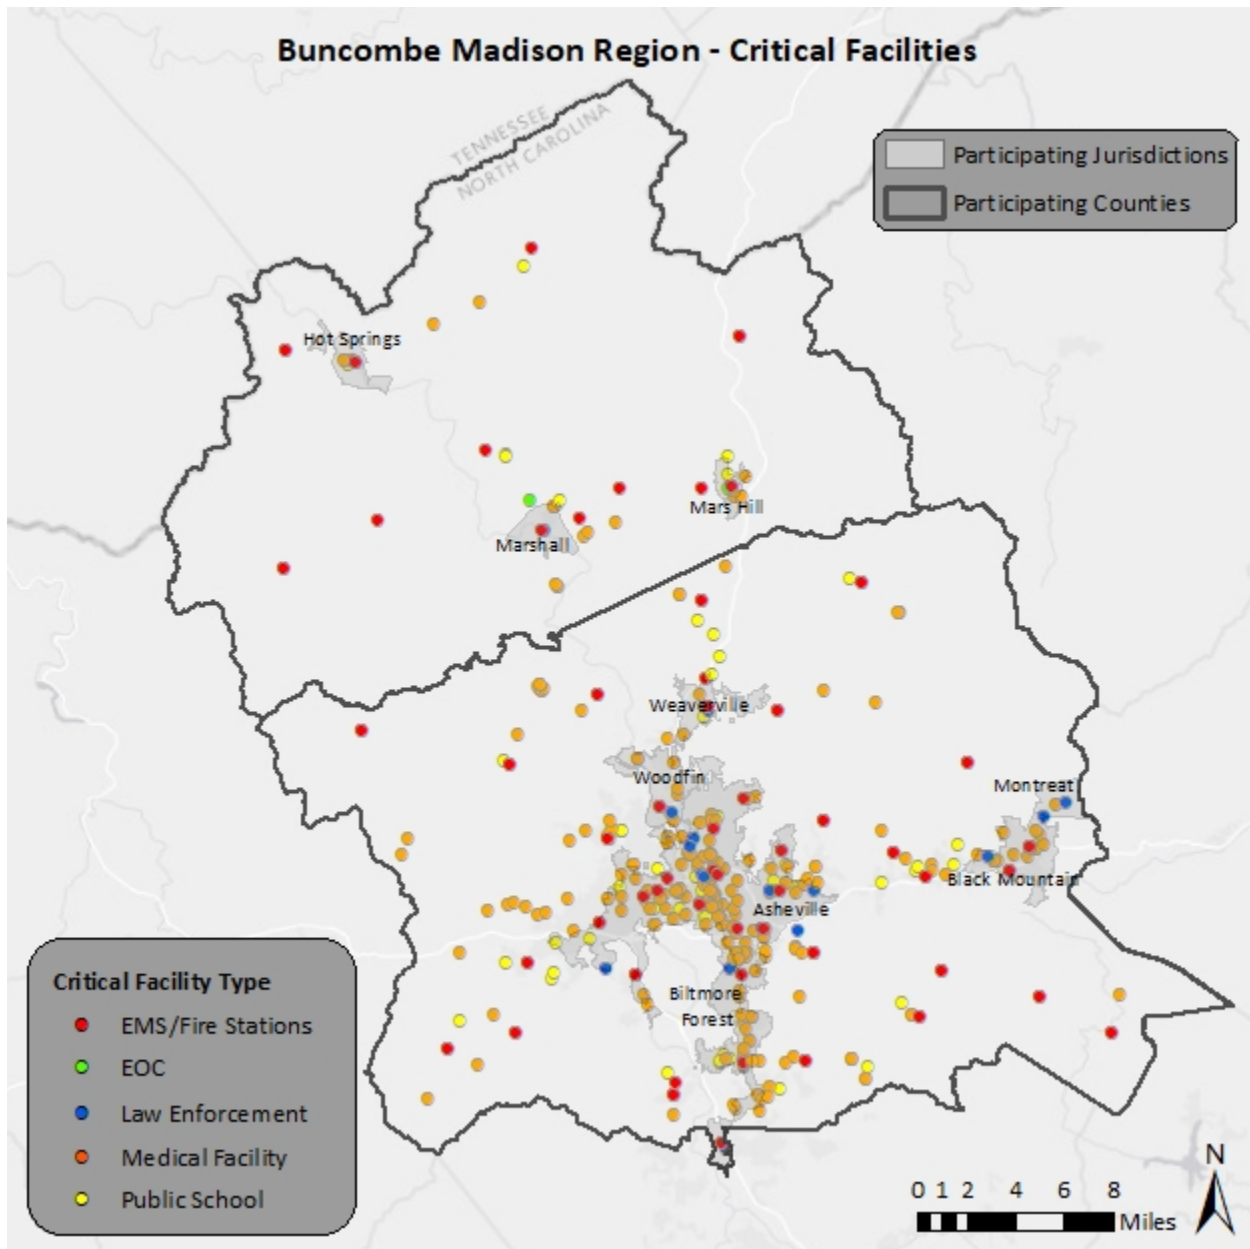 Buncombe Madison Region - Critical Facilities
TENNESSEE
NORTH CAROLINA
Participating Jurisdictions
Participating Counties
Hot Springs
Mars Hill
Marshall
Weaverville
Woodfin
Montreat
Black Mountain
Asheville
Biltmore
Forest
Critical Facility Type
EMS/Fire Stations
EOC
Law Enforcement
Medical Facility
Public School
N
0 1 2 4 6 8
Miles